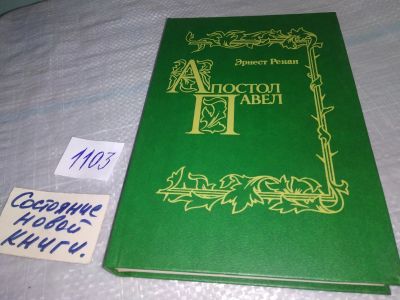 Эрнест Ренан
Апостол
Павел
1103
Состояние
новой
книги.